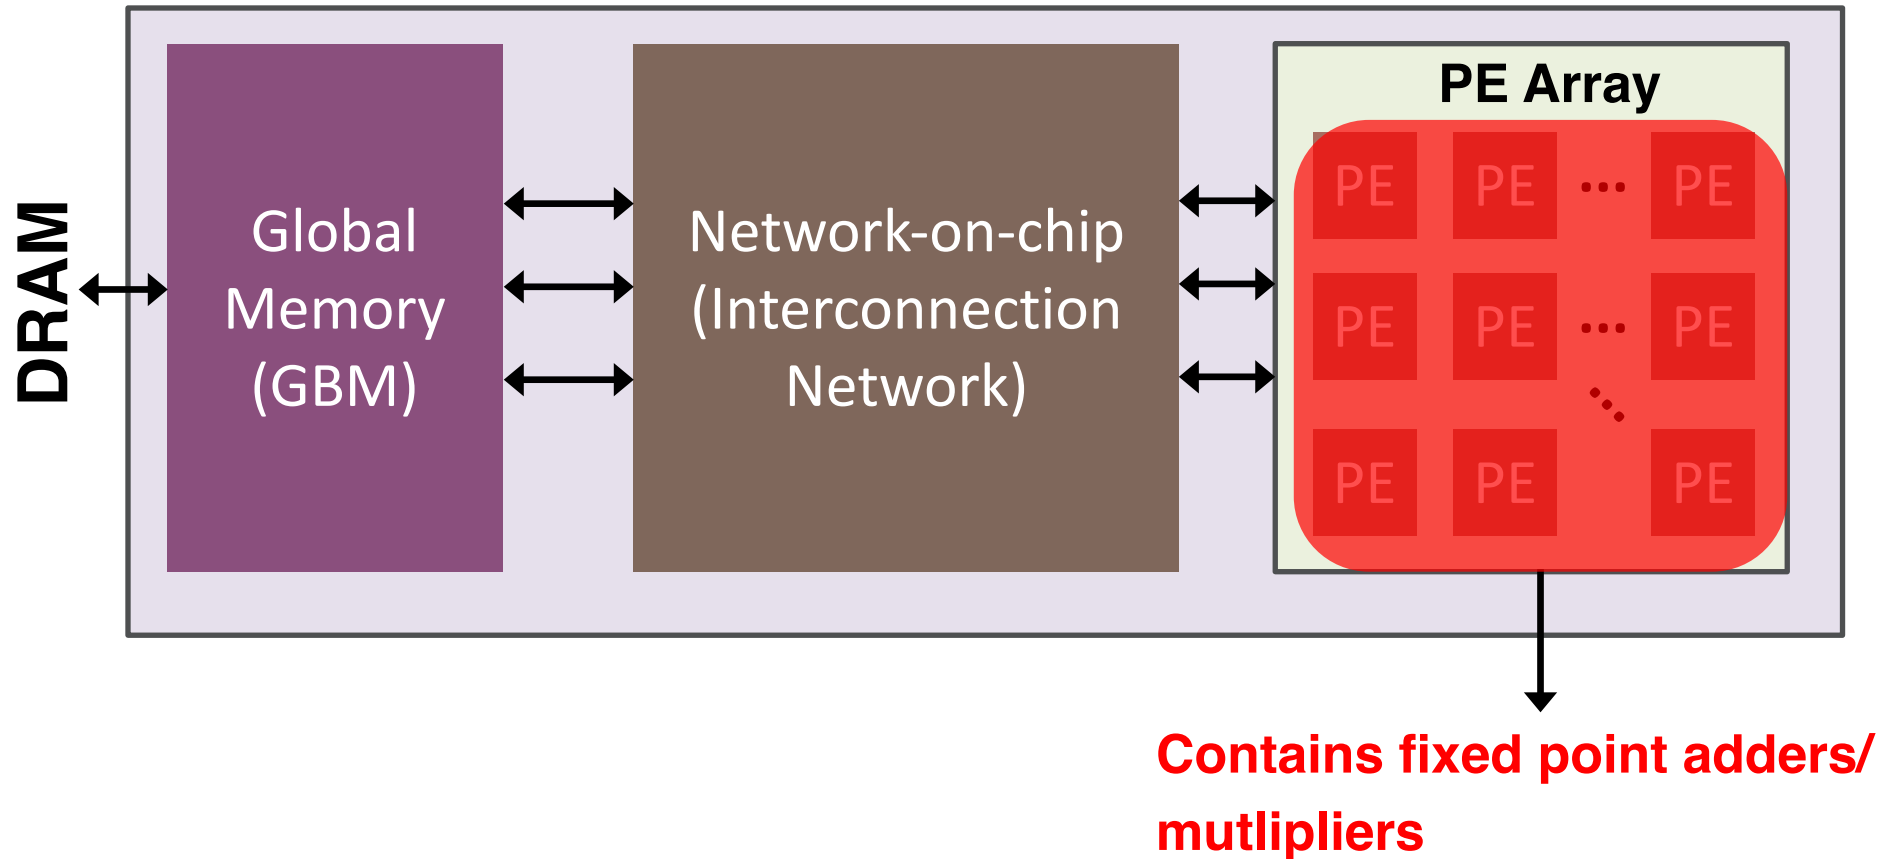 DRAM
Global
Memory
(GBM)
Network-on-chip
(Interconnection
Network)
PE Array
PE PE ... PE
PE PE ... PE
PE PE PE
Contains fixed point adders/
mutlipliers